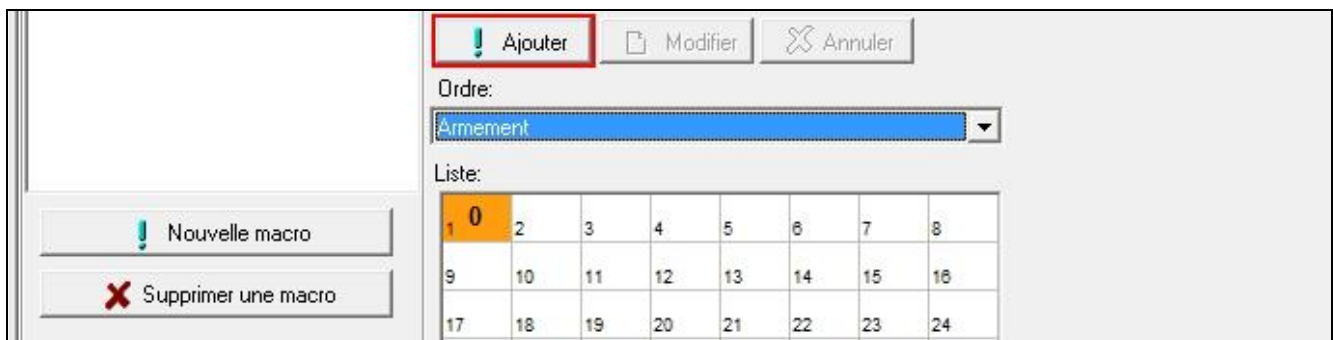 Ajouter Modifier Annuler
Ordre:
Armement
Liste:
1 0 2 3 4 5 6 7 8
Nouvelle macro
9 10 11 12 13 14 15 16
Supprimer une macro
17 18 19 20 21 22 23 24